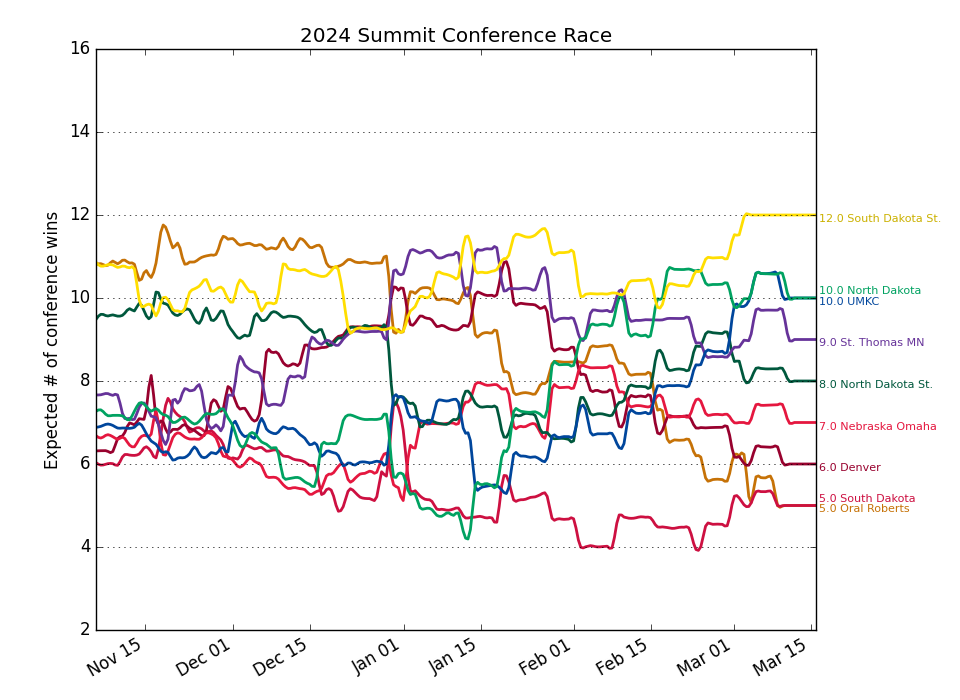 2024 Summit Conference Race
Expected # of conference wins
16
14
12
10
8
6
4
2
12.0 South Dakota St.
10.0 North Dakota
10.0 UMKC
9.0 St. Thomas MN
8.0 North Dakota St.
7.0 Nebraska Omaha
6.0 Denver
5.0 South Dakota
5.0 Oral Roberts
Nov 15
Dec 01
Dec 15
Jan 01
Jan 15
Feb 01
Feb 15
Mar 01
Mar 15